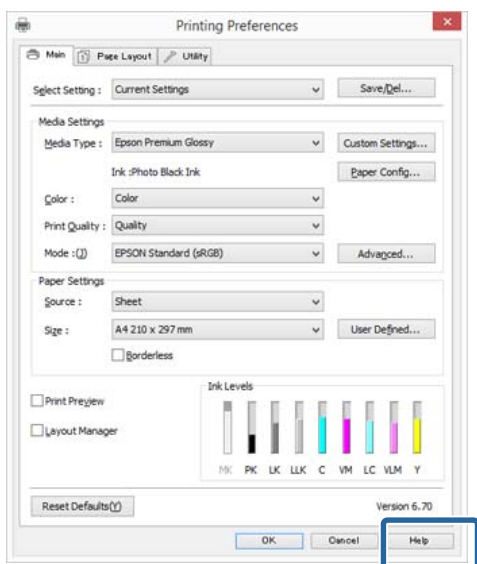 Printing Preferences
Main Page Layout Utility
Select Setting : Current Settings Save/Del...
Media Settings
Media Type : Epson Premium Glossy Custom Settings...
Ink :Photo Black Ink Paper Config...
Color : Color
Print Quality : Quality
Mode :(J) EPSON Standard (sRGB) Advanced...
Paper Settings
Source : Sheet
Size : A4 210 x 297 mm User Defined...
Borderless
Ink Levels
Print Preview
Layout Manager
MK PK LK LLK C VM LC VLM Y
Reset Defaults(Y) Version 6.70
OK Cancel Help